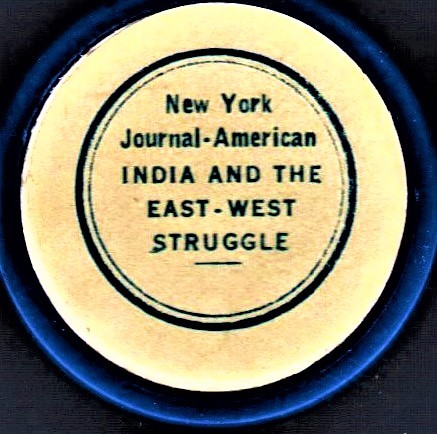 New York
Journal-American
INDIA AND THE
EAST-WEST
STRUGGLE